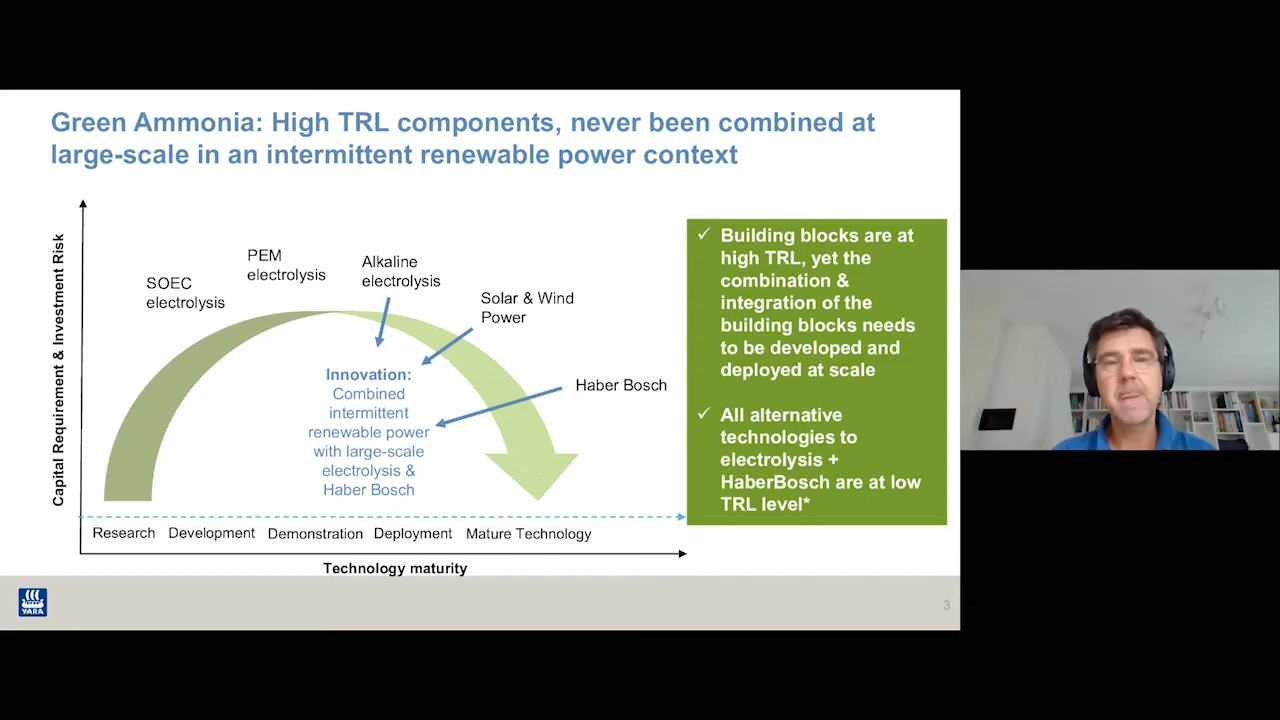 Green Ammonia: High TRL components, never been combined at
large-scale in an intermittent renewable power context
Capital Requirement & Investment Risk
SOEC
electrolysis
PEM
electrolysis
Alkaline
electrolysis
Solar & Wind
Power
Haber Bosch
Innovation:
Combined
intermittent
renewable power
with large-scale
electrolysis &
Haber Bosch
Research
Development
Demonstration
Deployment
Mature Technology
Technology maturity
✓ Building blocks are at
high TRL, yet the
combination &
integration of the
building blocks needs
to be developed and
deployed at scale
✓ All alternative
technologies to
electrolysis +
HaberBosch are at low
TRL level*
YARA
3